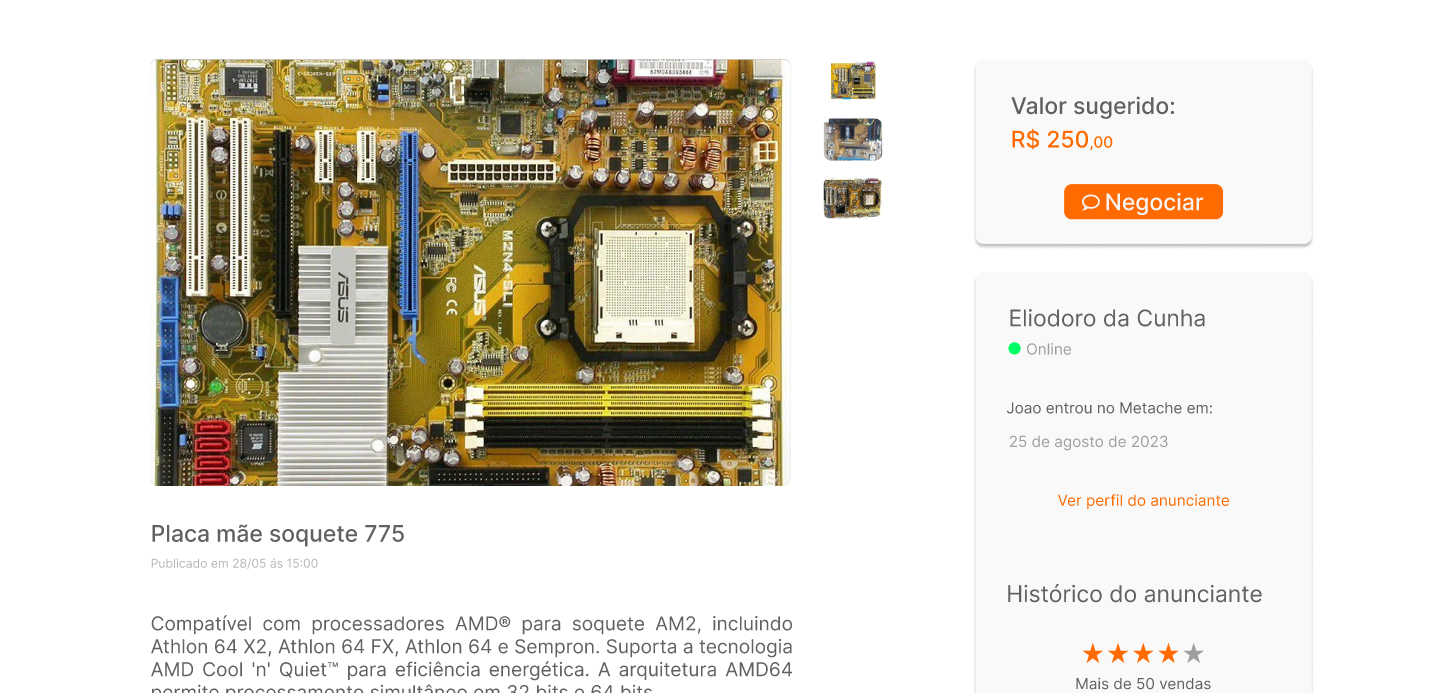 M2N4-SLI
ASUS
ASUS
Placa mãe soquete 775
Publicado em 28/05 ás 15:00
Compatível com processadores AMD® para soquete AM2, incluindo
Athlon 64 X2, Athlon 64 FX, Athlon 64 e Sempron. Suporta a tecnologia
AMD Cool 'n' Quiet™ para eficiência energética. A arquitetura AMD64
permite processamento simultâneo em 32 bits e 64 bits.
Valor sugerido:
R$ 250,00
Negociar
Eliodoro da Cunha
Online
Joao entrou no Metache em:
25 de agosto de 2023
Ver perfil do anunciante
Histórico do anunciante
Mais de 50 vendas